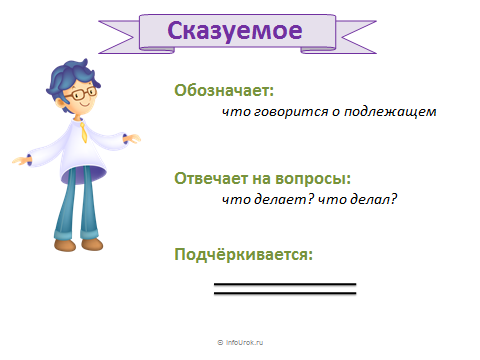 Сказуемое
Обозначает:
что говорится о подлежащем
Отвечает на вопросы:
что делает? что делал?
Подчёркивается:
© InfoUrok.ru